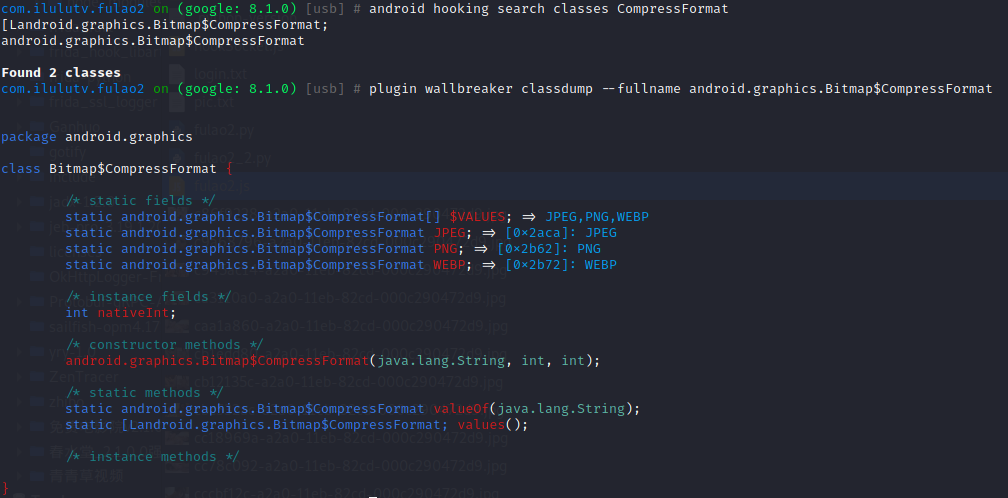 com.ilulutv.fulao2 on (google: 8.1.0) [usb] # android hooking search classes CompressFormat
[Landroid.graphics.Bitmap$CompressFormat;
android.graphics.Bitmap$CompressFormat
Found 2 classes
com.ilulutv.fulao2 on (google: 8.1.0) [usb] # plugin wallbreaker classdump --fullname android.graphics.Bitmap$CompressFormat
package android.graphics
class Bitmap$CompressFormat {
/* static fields */
static android.graphics.Bitmap$CompressFormat[] $VALUES; => JPEG,PNG,WEBP
static android.graphics.Bitmap$CompressFormat JPEG; => [0×2aca]: JPEG
static android.graphics.Bitmap$CompressFormat PNG; => [0×2b62]: PNG
static android.graphics.Bitmap$CompressFormat WEBP; => [0×2b72]: WEBP
/* instance fields */
int nativeInt;
/* constructor methods */
android.graphics.Bitmap$CompressFormat(java.lang.String, int, int);
/* static methods */
static android.graphics.Bitmap$CompressFormat valueOf(java.lang.String);
static [Landroid.graphics.Bitmap$CompressFormat; values();
/* instance methods */
}